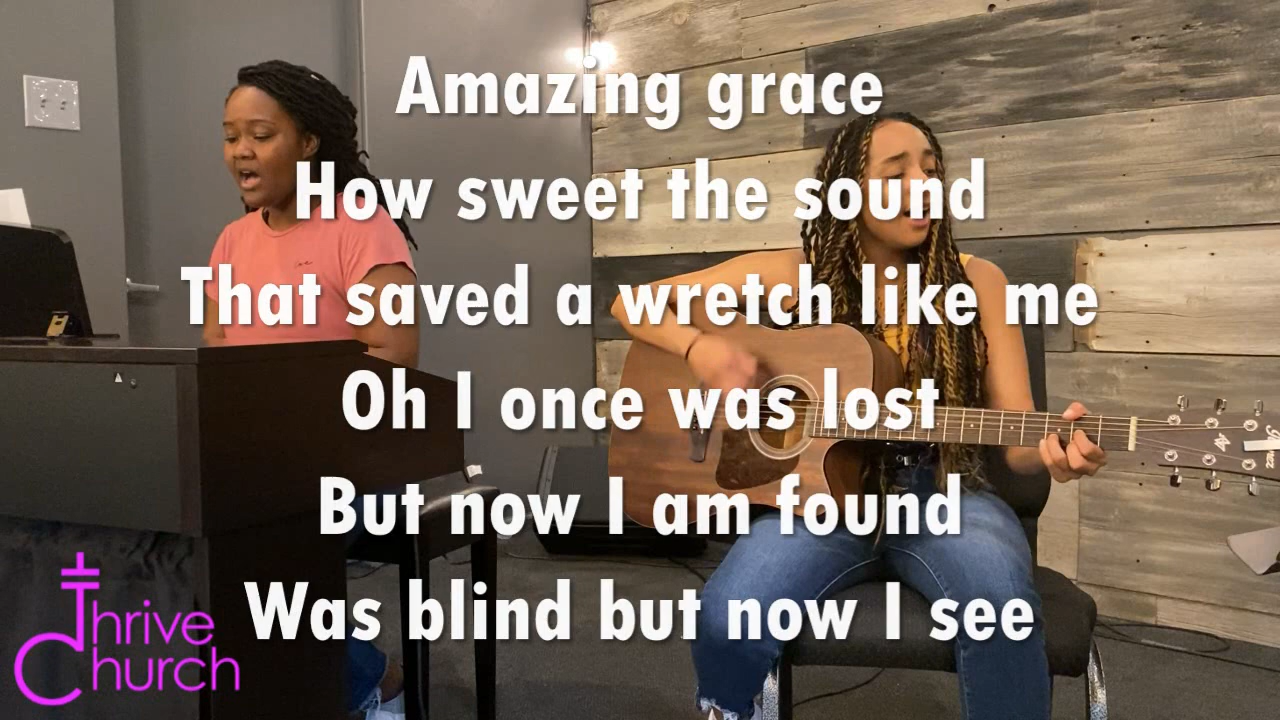 Amazing grace
How sweet the sound
That saved a wretch like me
Oh I once was lost
But now I am found
Was blind but now I see
Thrive
Church